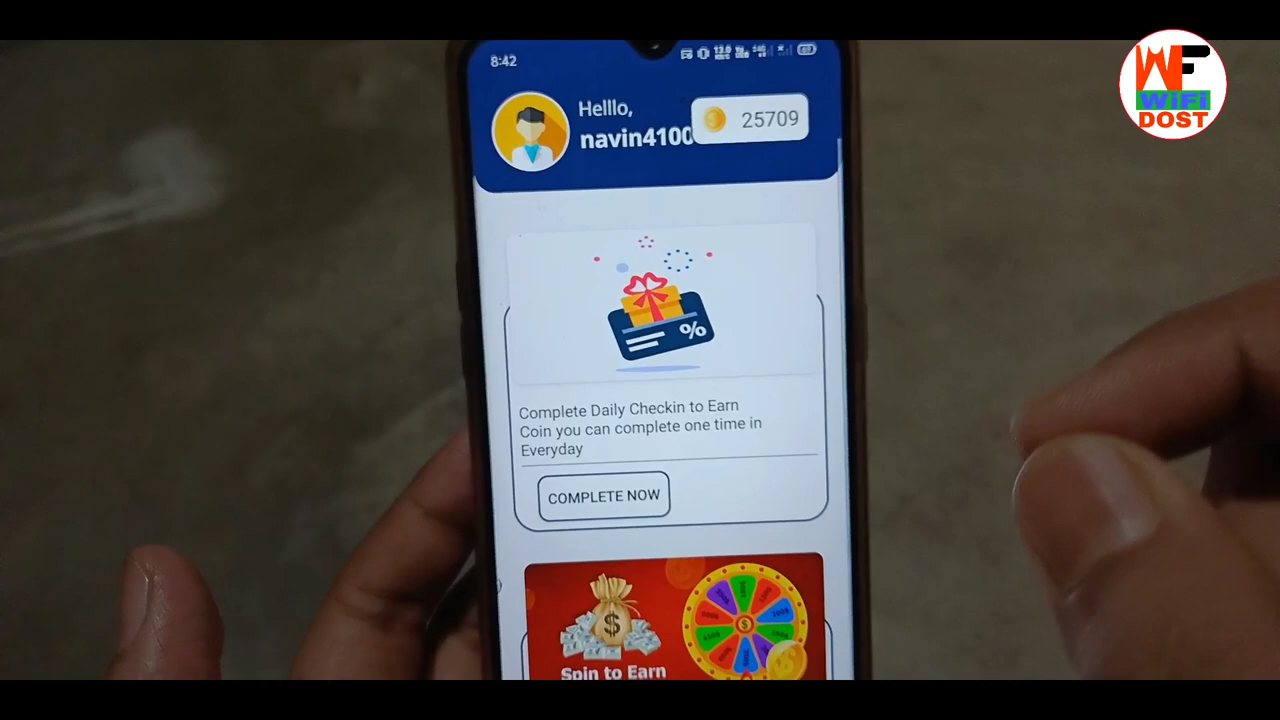 8:42
Helllo,
navin4100
25709
WF
WiFi
DOST
%
Complete Daily Checkin to Earn
Coin you can complete one time in
Everyday
COMPLETE NOW
$
$
Spin to Earn